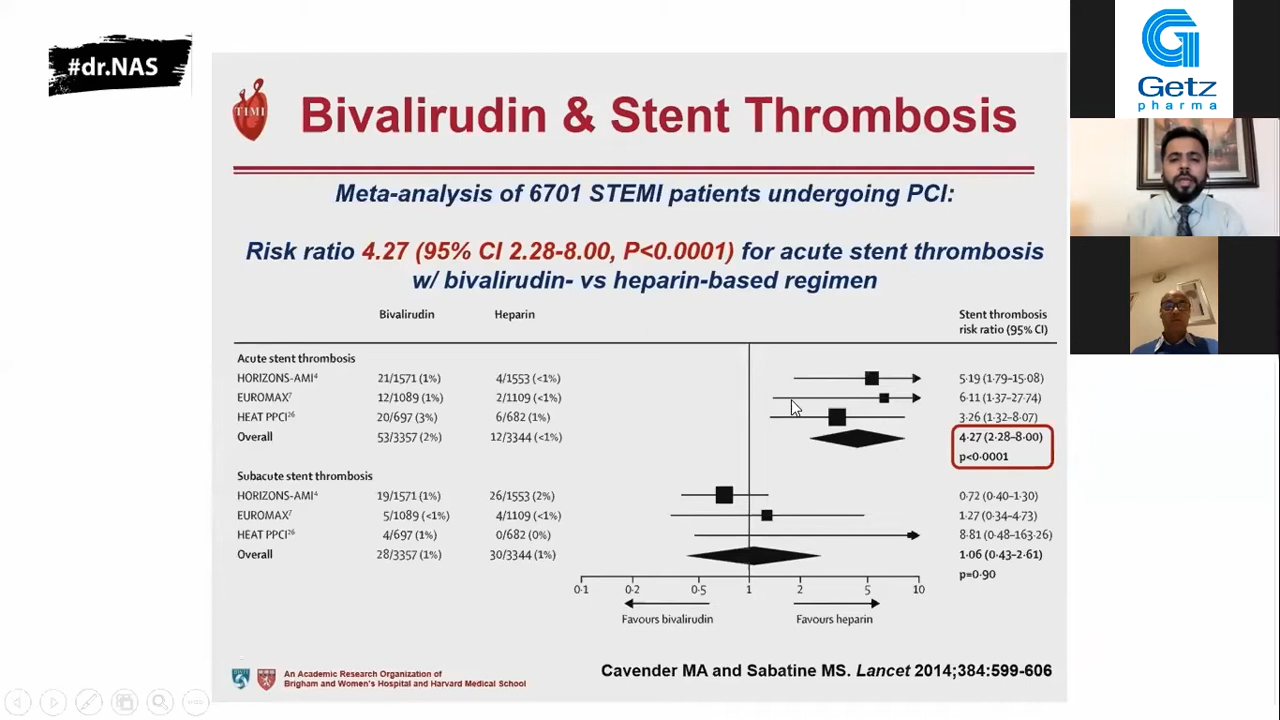 #dr.NAS
Getz
pharma
TIMI
Bivalirudin & Stent Thrombosis
Meta-analysis of 6701 STEMI patients undergoing PCI:
Risk ratio 4.27 (95% CI 2.28-8.00, P<0.0001) for acute stent thrombosis
w/ bivalirudin- vs heparin-based regimen
Bivalirudin Heparin Stent thrombosis
risk ratio (95% CI)
Acute stent thrombosis
HORIZONS-AMI⁴ 21/1571 (1%) 4/1553 (<1%) 5·19 (1·79–15·08)
EUROMAX⁷ 12/1089 (1%) 2/1109 (<1%) 6·11 (1·37–27·74)
HEAT PPCI²⁶ 20/697 (3%) 6/682 (1%) 3·26 (1·32–8·07)
Overall 53/3357 (2%) 12/3344 (<1%) 4·27 (2·28–8·00)
p<0·0001
Subacute stent thrombosis
HORIZONS-AMI⁴ 19/1571 (1%) 26/1553 (2%) 0·72 (0·40–1·30)
EUROMAX⁷ 5/1089 (<1%) 4/1109 (<1%) 1·27 (0·34–4·73)
HEAT PPCI²⁶ 4/697 (1%) 0/682 (0%) 8·81 (0·48–163·26)
Overall 28/3357 (1%) 30/3344 (1%) 1·06 (0·43–2·61)
p=0·90
0·1 0·2 0·5 1 2 5 10
Favours bivalirudin Favours heparin
An Academic Research Organization of
Brigham and Women's Hospital and Harvard Medical School
Cavender MA and Sabatine MS. Lancet 2014;384:599-606